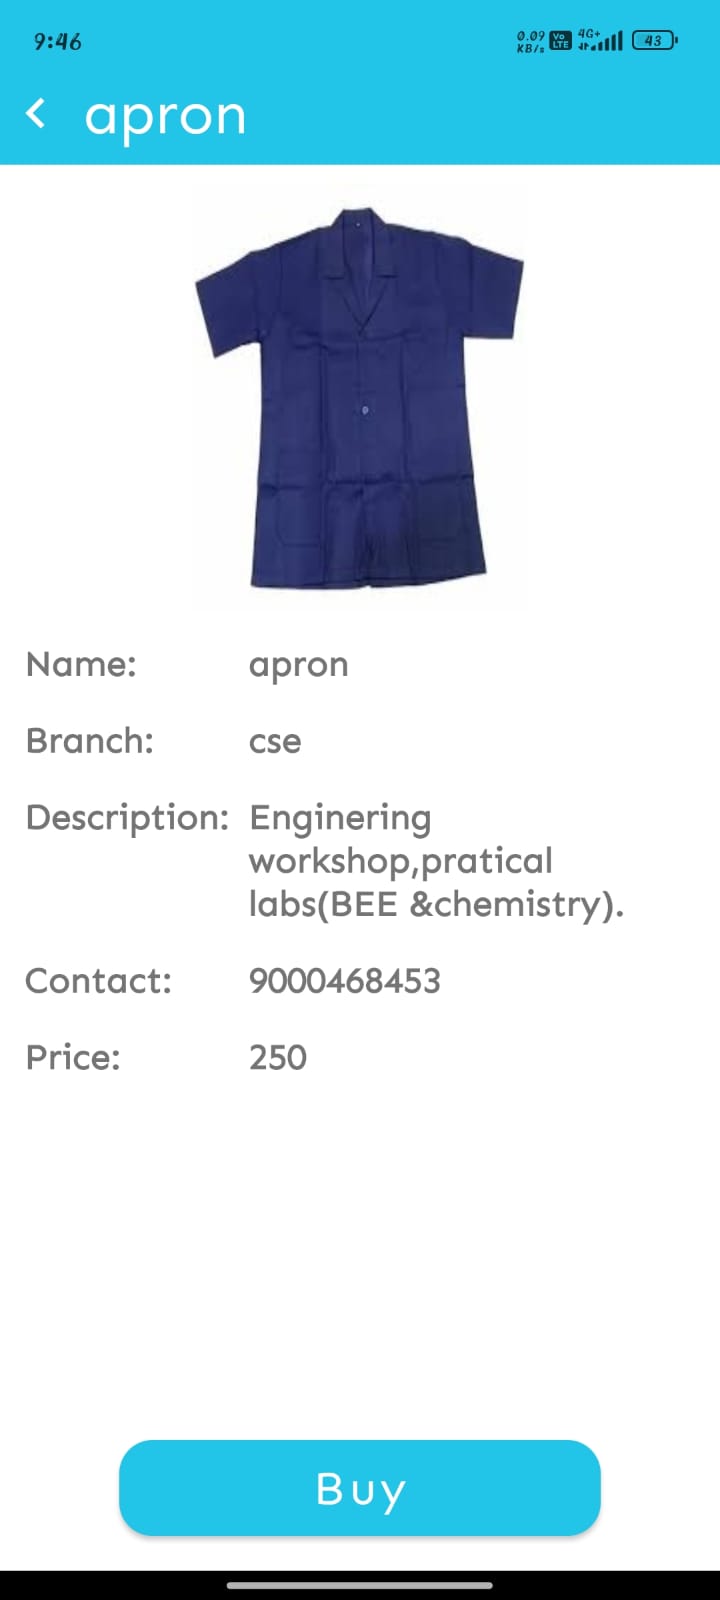 9:46
0.09 KB/s Vo LTE 4G+ 43
apron
Name: apron
Branch: cse
Description: Enginering
workshop,pratical
labs(BEE &chemistry).
Contact: 9000468453
Price: 250
Buy